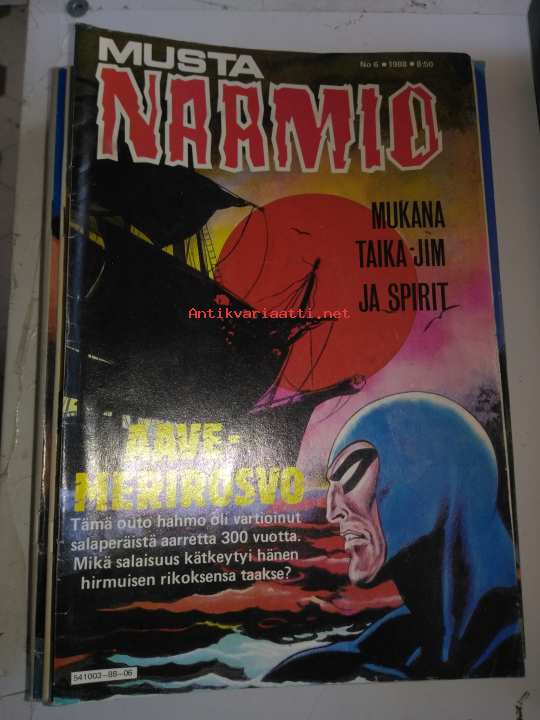 MUSTA
No 6 ● 1988 ● 8:50
NAAMIO
MUKANA
TAIKA-JIM
JA SPIRIT
Antikvariaatti.net
AAVE-
MERIROSVO
Tämä outo hahmo oli vartioinut
salaperäistä aarretta 300 vuotta.
Mikä salaisuus kätkeytyi hänen
hirmuisen rikoksensa taakse?
541003-88-06